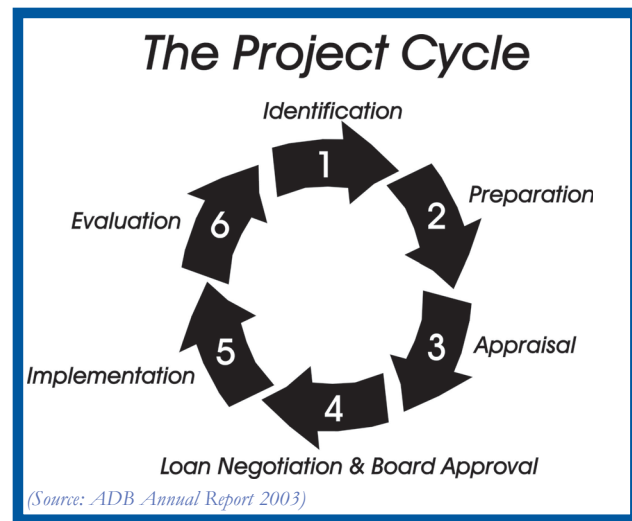 The Project Cycle
Identification
1
2
Preparation
3
Appraisal
4
Loan Negotiation & Board Approval
5
Implementation
6
Evaluation
(Source: ADB Annual Report 2003)